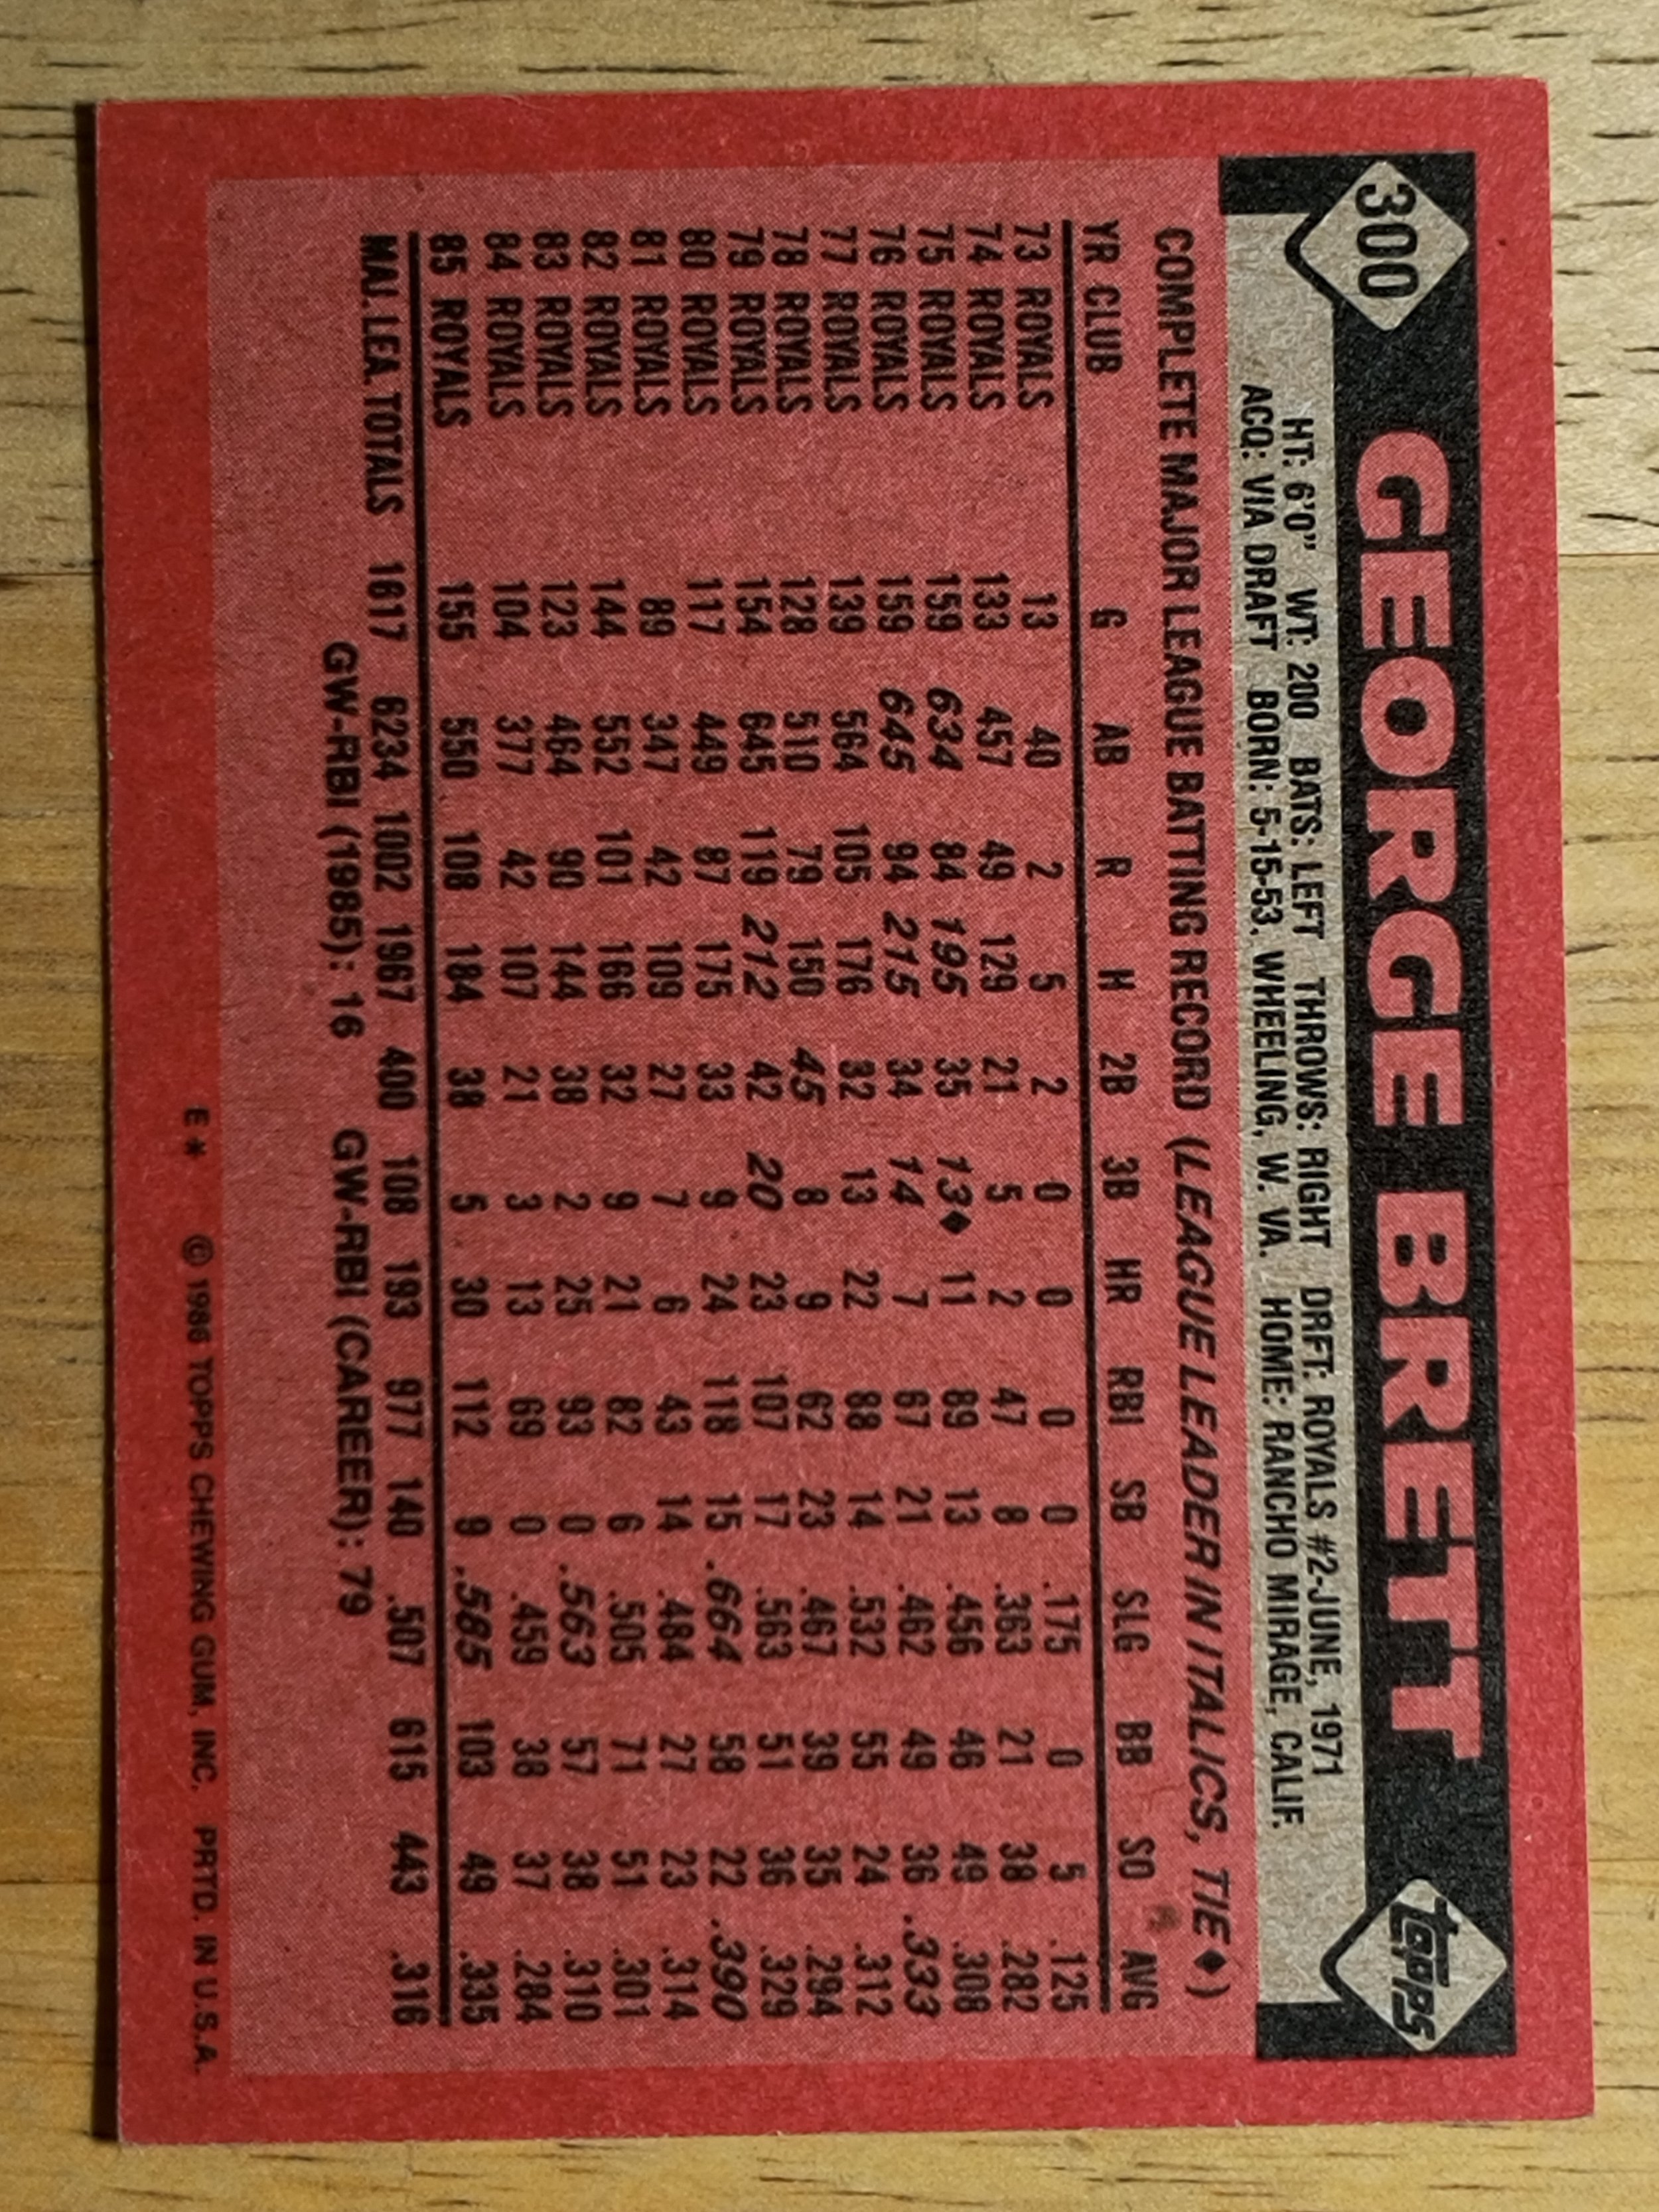 300 GEORGE BRETT topps
HT: 6'0" WT: 200 BATS: LEFT THROWS: RIGHT DRFT: ROYALS #2-JUNE, 1971
ACQ: VIA DRAFT BORN: 5-15-53, WHEELING, W. VA. HOME: RANCHO MIRAGE, CALIF.
COMPLETE MAJOR LEAGUE BATTING RECORD (LEAGUE LEADER IN ITALICS, TIE ♦)
YR CLUB G AB R H 2B 3B HR RBI SB SLG BB SO AVG
73 ROYALS 13 40 2 5 2 0 0 0 0 .175 0 5 .125
74 ROYALS 133 457 49 129 21 5 2 47 8 .363 21 38 .282
75 ROYALS 159 634 84 195 35 13♦ 11 89 13 .456 46 49 .308
76 ROYALS 159 645 94 215 34 14 7 67 21 .462 49 36 .333
77 ROYALS 139 564 105 176 32 13 22 88 14 .532 55 24 .312
78 ROYALS 128 510 79 150 45 8 9 62 23 .467 39 35 .294
79 ROYALS 154 645 119 212 42 20 23 107 17 .563 51 36 .329
80 ROYALS 117 449 87 175 33 9 24 118 15 .664 58 22 .390
81 ROYALS 89 347 42 109 27 7 6 43 14 .484 27 23 .314
82 ROYALS 144 552 101 166 32 9 21 82 6 .505 71 51 .301
83 ROYALS 123 464 90 144 38 2 25 93 0 .563 57 38 .310
84 ROYALS 104 377 42 107 21 3 13 69 0 .459 38 37 .284
85 ROYALS 155 550 108 184 38 5 30 112 9 .585 103 49 .335
MAJ. LEA. TOTALS 1617 6234 1002 1967 400 108 193 977 140 .507 615 443 .316
GW-RBI (1985): 16 GW-RBI (CAREER): 79
E* © 1986 TOPPS CHEWING GUM, INC. PRTD. IN U.S.A.